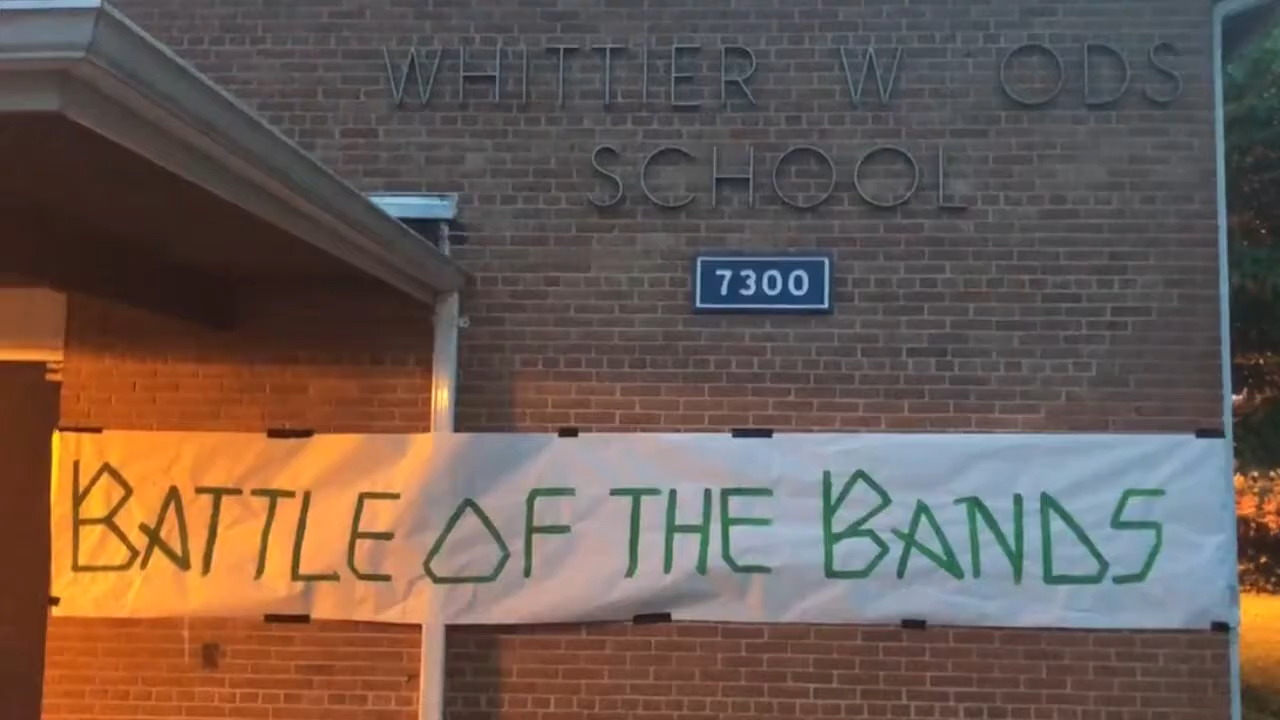 WHITTIER W ODS
SCHOOL
7300
BATTLE OF THE BANDS